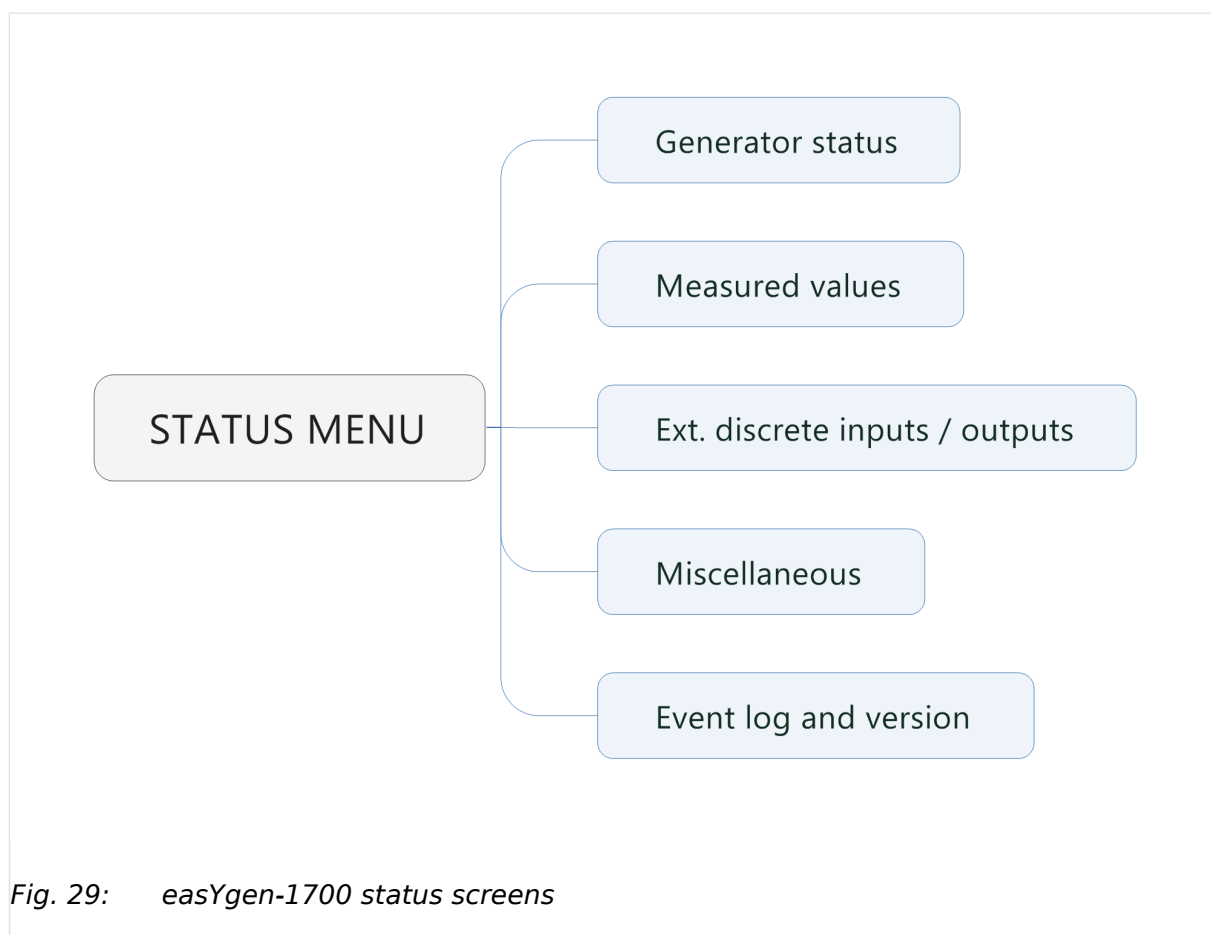 Generator status
Measured values
STATUS MENU
Ext. discrete inputs / outputs
Miscellaneous
Event log and version
Fig. 29: easYgen-1700 status screens